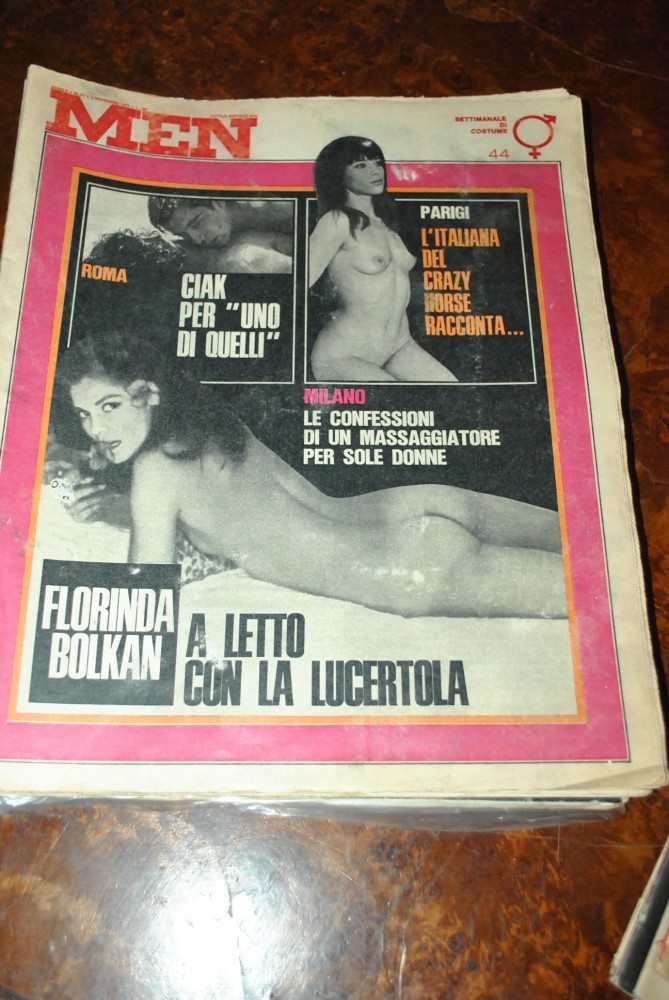 MEN
SETTIMANALE
DI
COSTUME
44
ROMA
CIAK
PER "UNO
DI QUELLI"
PARIGI
L'ITALIANA
DEL
CRAZY
HORSE
RACCONTA...
MILANO
LE CONFESSIONI
DI UN MASSAGGIATORE
PER SOLE DONNE
FLORINDA
BOLKAN
A LETTO
CON LA LUCERTOLA